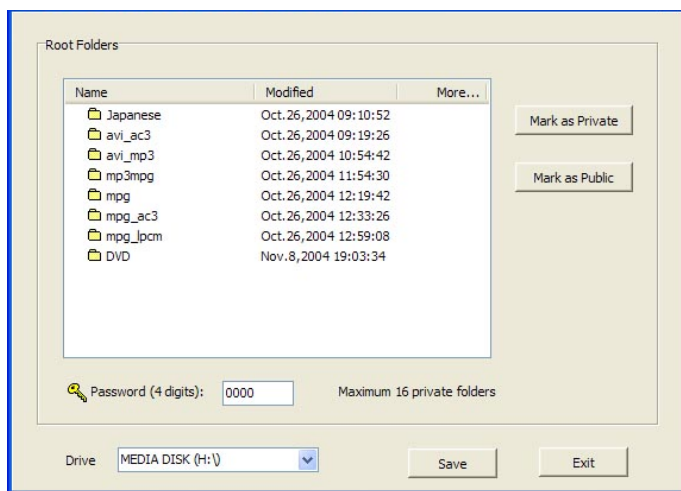 Root Folders
Name Modified More...
Japanese Oct.26,2004 09:10:52
avi_ac3 Oct.26,2004 09:19:26
avi_mp3 Oct.26,2004 10:54:42
mp3mpg Oct.26,2004 11:54:30
mpg Oct.26,2004 12:19:42
mpg_ac3 Oct.26,2004 12:33:26
mpg_lpcm Oct.26,2004 12:59:08
DVD Nov.8,2004 19:03:34
Mark as Private
Mark as Public
Password (4 digits): 0000 Maximum 16 private folders
Drive MEDIA DISK (H:\) Save Exit